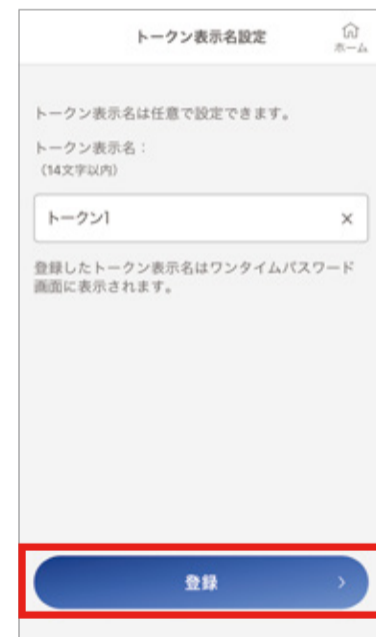 トークン表示名設定
ホーム
トークン表示名は任意で設定できます。
トークン表示名：
（14文字以内）
トークン1
登録したトークン表示名はワンタイムパスワード
画面に表示されます。
登録